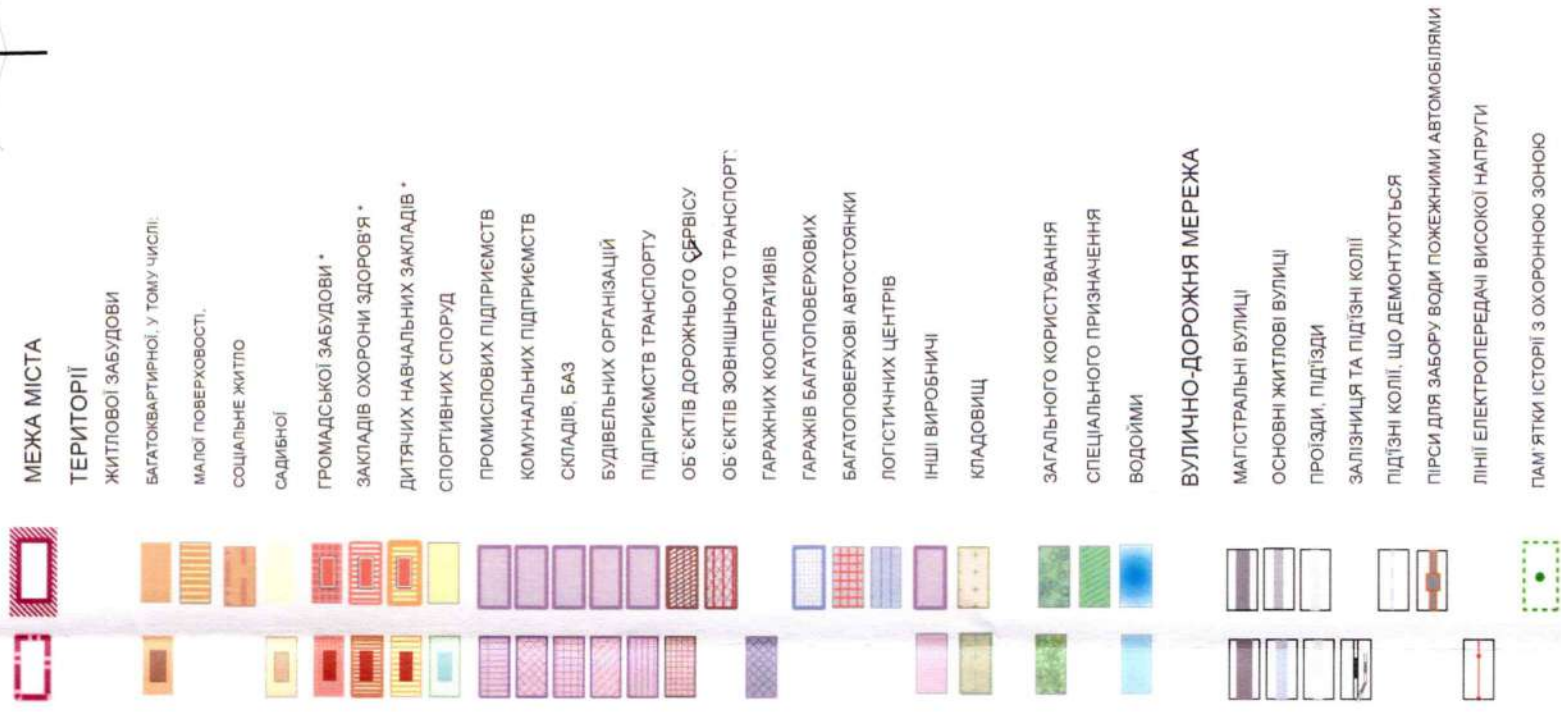 МЕЖА МІСТА
ТЕРИТОРІЇ
ЖИТЛОВОЇ ЗАБУДОВИ
БАГАТОКВАРТИРНОЇ, У ТОМУ ЧИСЛІ:
МАЛОЇ ПОВЕРХОВОСТІ,
СОЦІАЛЬНЕ ЖИТЛО
САДИБНОЇ
ГРОМАДСЬКОЇ ЗАБУДОВИ *
ЗАКЛАДІВ ОХОРОНИ ЗДОРОВ'Я *
ДИТЯЧИХ НАВЧАЛЬНИХ ЗАКЛАДІВ *
СПОРТИВНИХ СПОРУД
ПРОМИСЛОВИХ ПІДПРИЄМСТВ
КОМУНАЛЬНИХ ПІДПРИЄМСТВ
СКЛАДІВ, БАЗ
БУДІВЕЛЬНИХ ОРГАНІЗАЦІЙ
ПІДПРИЄМСТВ ТРАНСПОРТУ
ОБ'ЄКТІВ ДОРОЖНЬОГО СЕРВІСУ
ОБ'ЄКТІВ ЗОВНІШНЬОГО ТРАНСПОРТ
ГАРАЖНИХ КООПЕРАТИВІВ
ГАРАЖІВ БАГАТОПОВЕРХОВИХ
БАГАТОПОВЕРХОВІ АВТОСТОЯНКИ
ЛОГІСТИЧНИХ ЦЕНТРІВ
ІНШІ ВИРОБНИЧІ
КЛАДОВИЩ
ЗАГАЛЬНОГО КОРИСТУВАННЯ
СПЕЦІАЛЬНОГО ПРИЗНАЧЕННЯ
ВОДОЙМИ
ВУЛИЧНО-ДОРОЖНЯ МЕРЕЖА
МАГІСТРАЛЬНІ ВУЛИЦІ
ОСНОВНІ ЖИТЛОВІ ВУЛИЦІ
ПРОЇЗДИ, ПІД'ЇЗДИ
ЗАЛІЗНИЦЯ ТА ПІД'ЇЗНІ КОЛІЇ
ПІД'ЇЗНІ КОЛІЇ, ЩО ДЕМОНТУЮТЬСЯ
ПІРСИ ДЛЯ ЗАБОРУ ВОДИ ПОЖЕЖНИМИ АВТОМОБІЛЯМИ
ЛІНІЇ ЕЛЕКТРОПЕРЕДАЧІ ВИСОКОЇ НАПРУГИ
ПАМ'ЯТКИ ІСТОРІЇ З ОХОРОННОЮ ЗОНОЮ